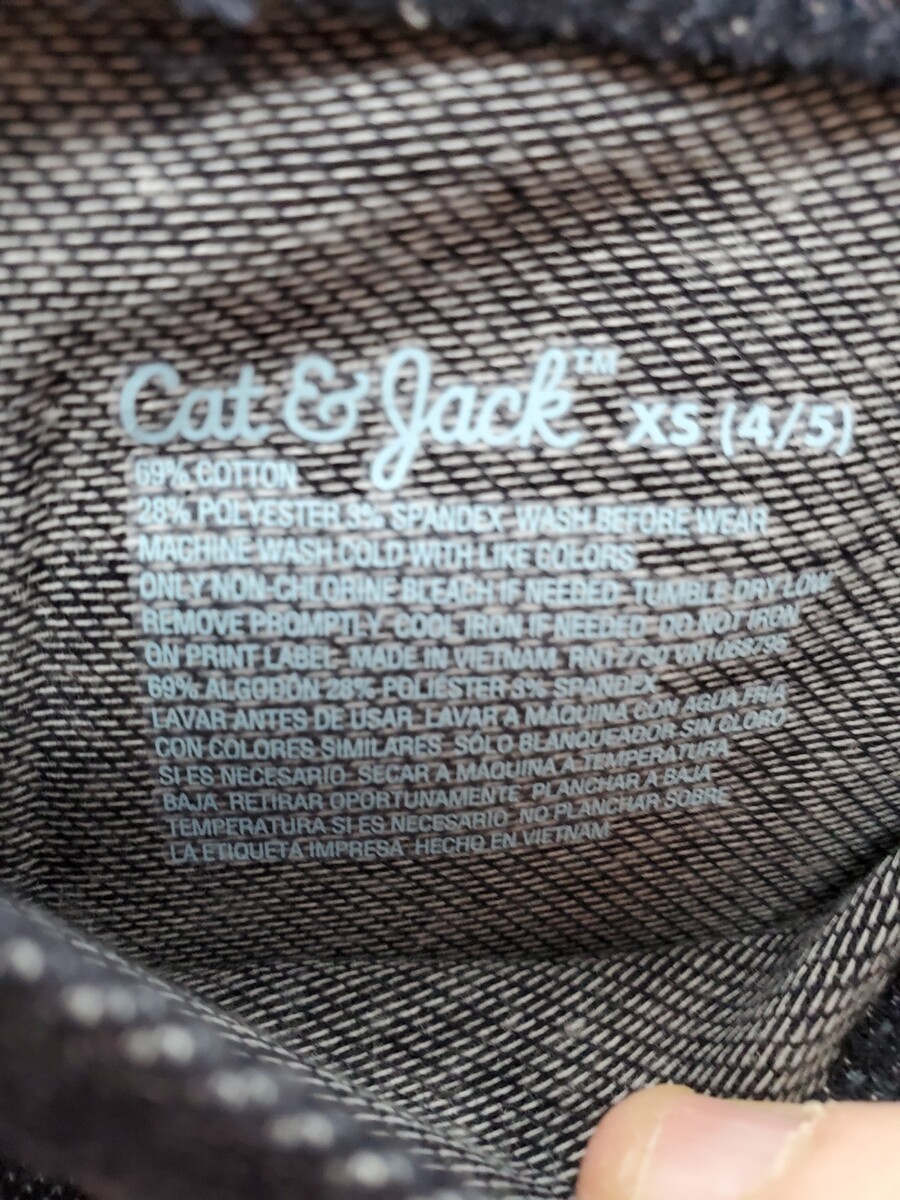 Cat & Jack™ XS (4/5)
69% COTTON
28% POLYESTER 3% SPANDEX WASH BEFORE WEAR
MACHINE WASH COLD WITH LIKE COLORS
ONLY NON-CHLORINE BLEACH IF NEEDED TUMBLE DRY LOW
REMOVE PROMPTLY COOL IRON IF NEEDED DO NOT IRON
ON PRINT LABEL MADE IN VIETNAM RN17730
69% ALGODÓN 28% POLIÉSTER 3% SPANDEX
LAVAR ANTES DE USAR LAVAR A MÁQUINA CON AGUA FRÍA
CON COLORES SIMILARES SÓLO BLANQUEADOR SIN CLORO
SI ES NECESARIO SECAR A MÁQUINA A TEMPERATURA
BAJA RETIRAR OPORTUNAMENTE PLANCHAR A BAJA
TEMPERATURA SI ES NECESARIO NO PLANCHAR SOBRE
LA ETIQUETA IMPRESA HECHO EN VIETNAM